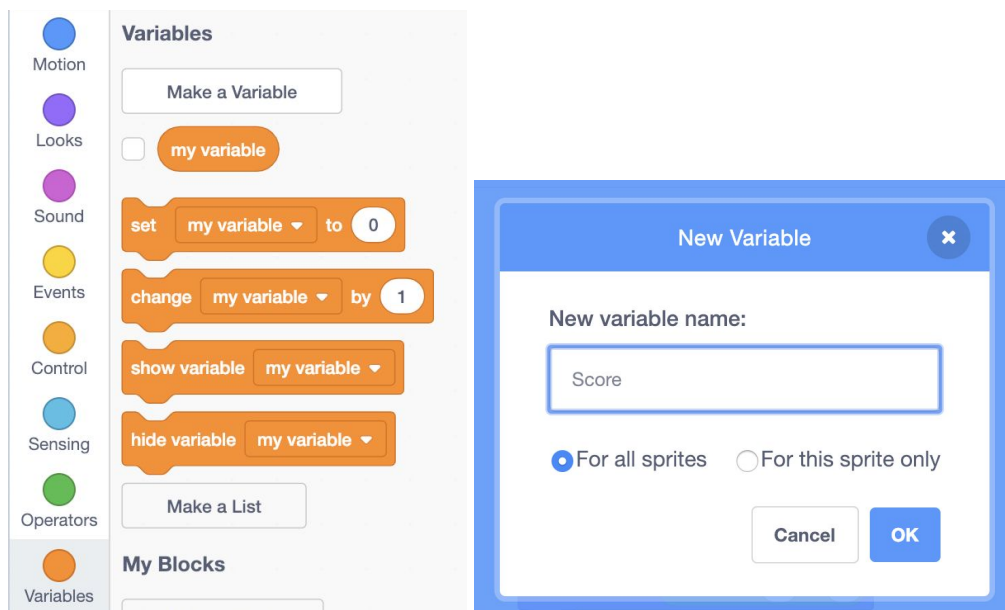 Motion
Looks
Sound
Events
Control
Sensing
Operators
Variables
Variables
Make a Variable
my variable
set my variable to 0
change my variable by 1
show variable my variable
hide variable my variable
Make a List
My Blocks
New Variable
New variable name:
Score
For all sprites For this sprite only
Cancel OK